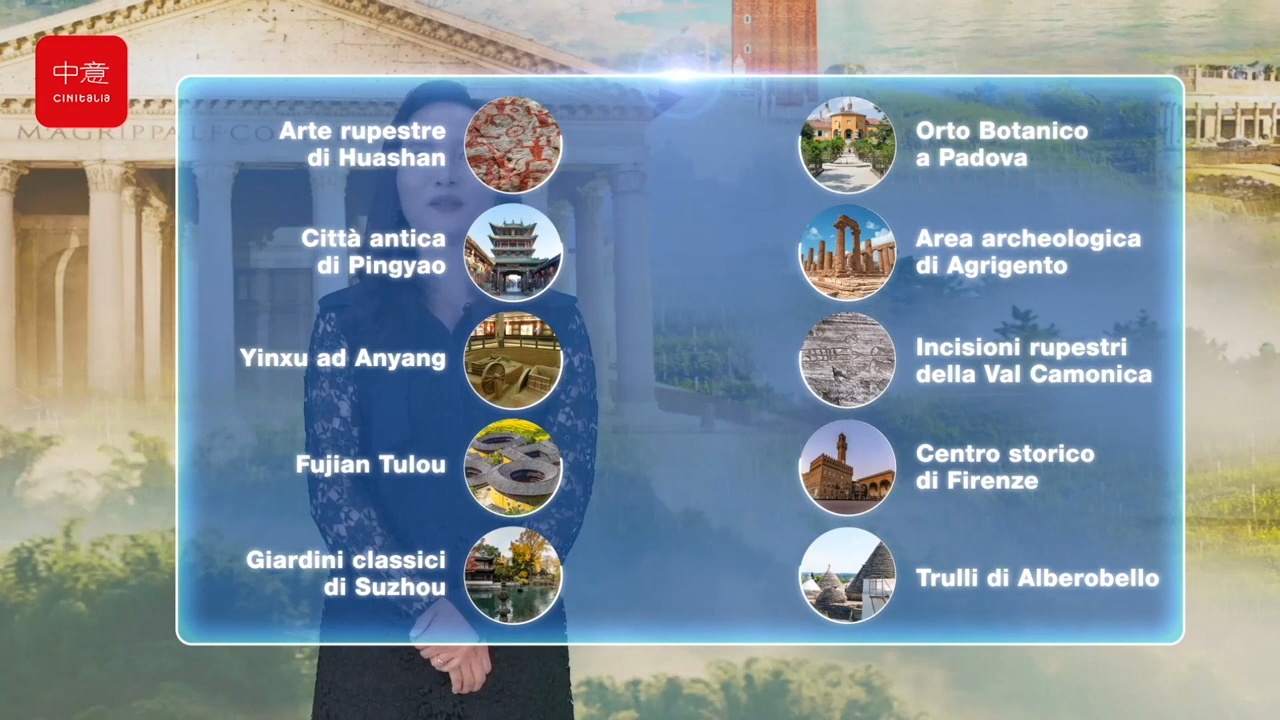 中意
CINITALIA
M·AGRIPPA·L·F·CO
Arte rupestre
di Huashan
Città antica
di Pingyao
Yinxu ad Anyang
Fujian Tulou
Giardini classici
di Suzhou
Orto Botanico
a Padova
Area archeologica
di Agrigento
Incisioni rupestri
della Val Camonica
Centro storico
di Firenze
Trulli di Alberobello